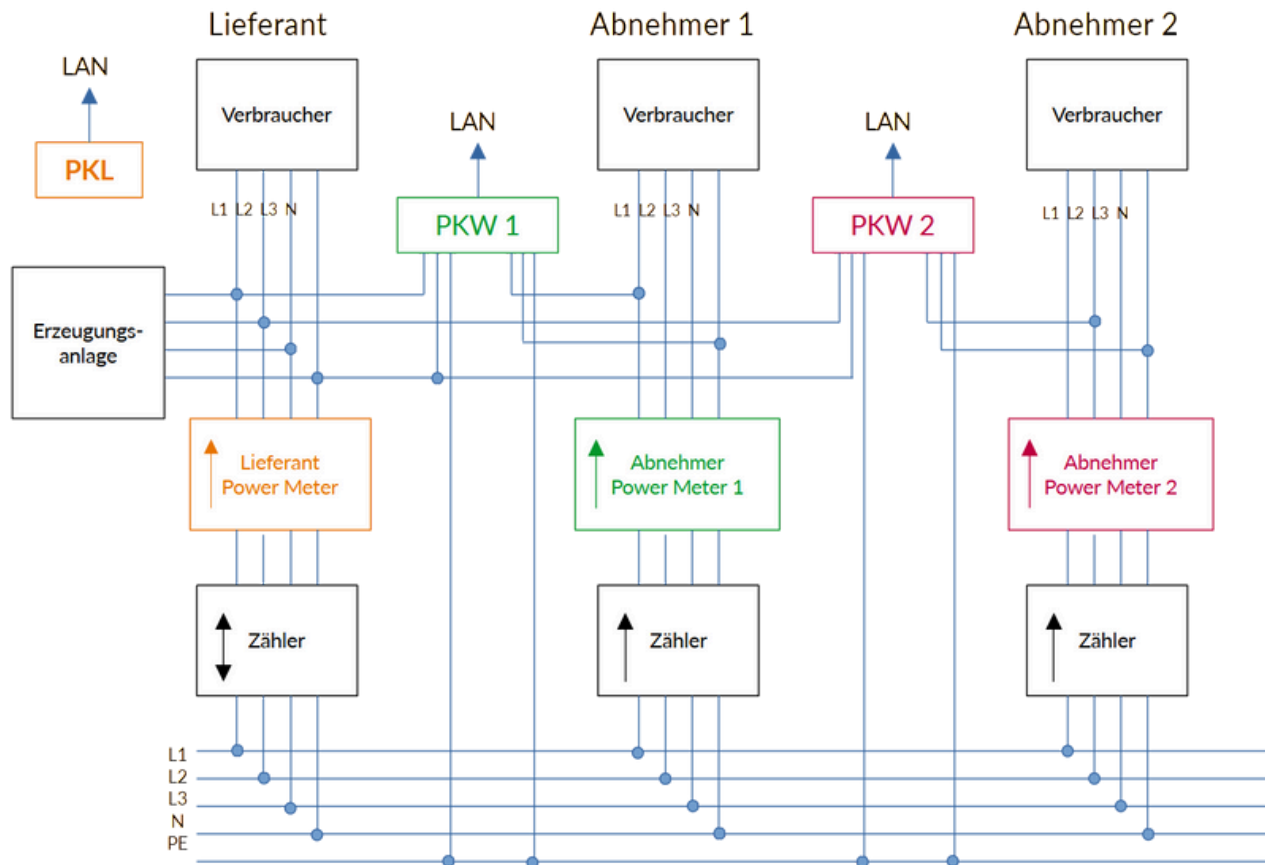 Lieferant
Abnehmer 1
Abnehmer 2
LAN
Verbraucher
LAN
Verbraucher
LAN
Verbraucher
PKL
L1 L2 L3 N
PKW 1
L1 L2 L3 N
PKW 2
L1 L2 L3 N
Erzeugungs-
anlage
Lieferant
Power Meter
Abnehmer
Power Meter 1
Abnehmer
Power Meter 2
Zähler
Zähler
Zähler
L1
L2
L3
N
PE